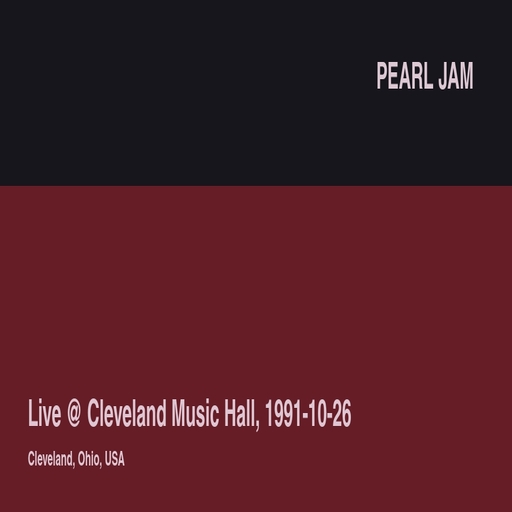 PEARL JAM
Live @ Cleveland Music Hall, 1991-10-26
Cleveland, Ohio, USA